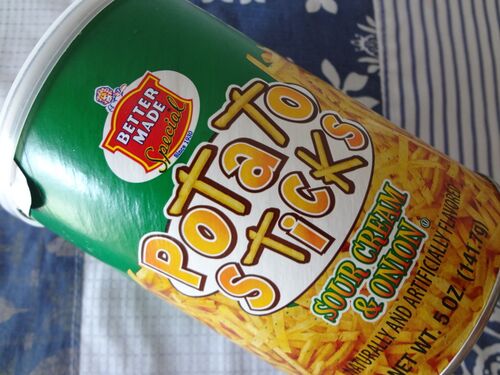 BETTER
MADE
Special
Since 1930
POTATO
STICKS
SOUR CREAM
& ONION
NATURALLY AND ARTIFICIALLY FLAVORED
NET WT. 5 OZ (141.7g)